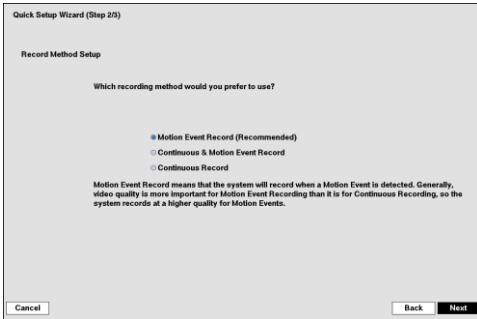 Quick Setup Wizard (Step 2/3)
Record Method Setup
Which recording method would you prefer to use?
Motion Event Record (Recommended)
Continuous & Motion Event Record
Continuous Record
Motion Event Record means that the system will record when a Motion Event is detected. Generally,
video quality is more important for Motion Event Recording than it is for Continuous Recording, so the
system records at a higher quality for Motion Events.
Cancel
Back
Next